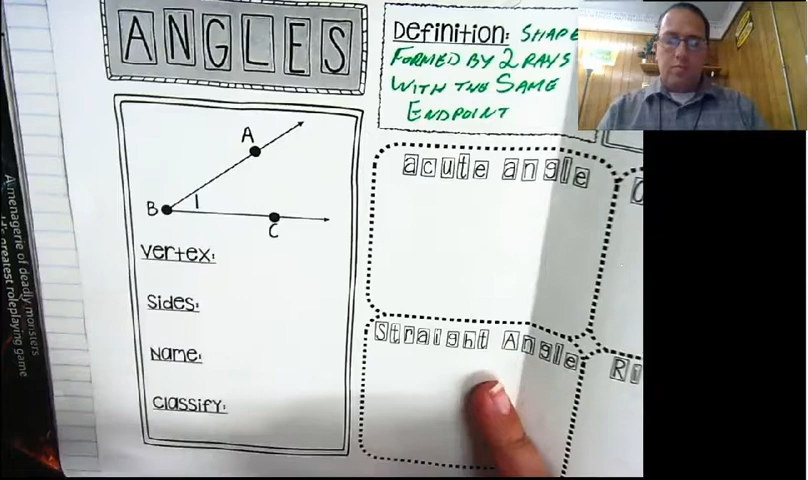 ANGLES
Definition: SHAPE
FORMED BY 2 RAYS
WITH THE SAME
ENDPOINT
A
B
1
C
Vertex:
Sides:
Name:
Classify:
acute angle
Straight Angle
A menagerie of deadly monsters
greatest roleplaying game